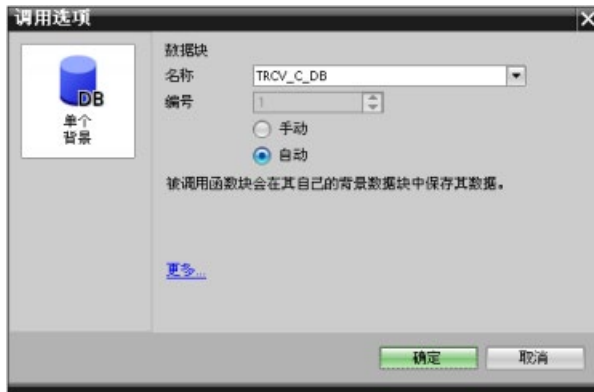 调用选项
数据块
名称 TRCV_C_DB
编号 1
手动
自动
被调用函数块会在其自己的背景数据块中保存其数据。
DB
单个
背景
更多...
确定 取消